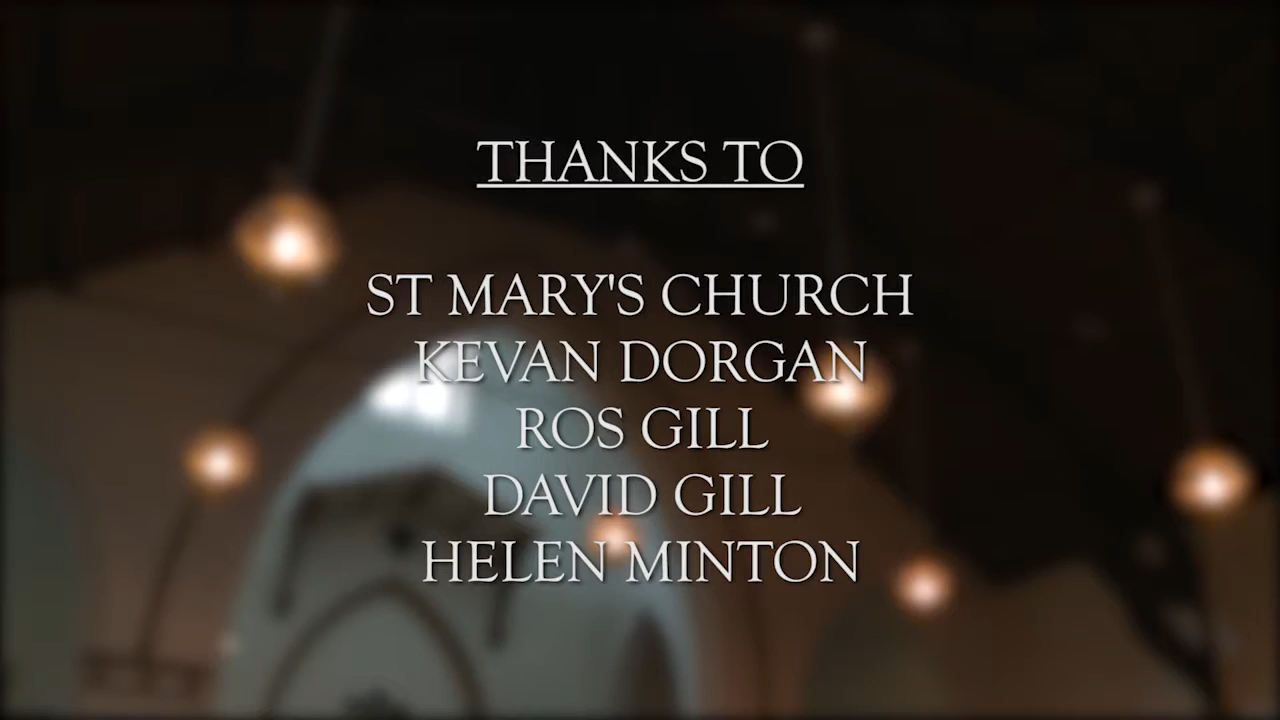 THANKS TO
ST MARY'S CHURCH
KEVAN DORGAN
ROS GILL
DAVID GILL
HELEN MINTON